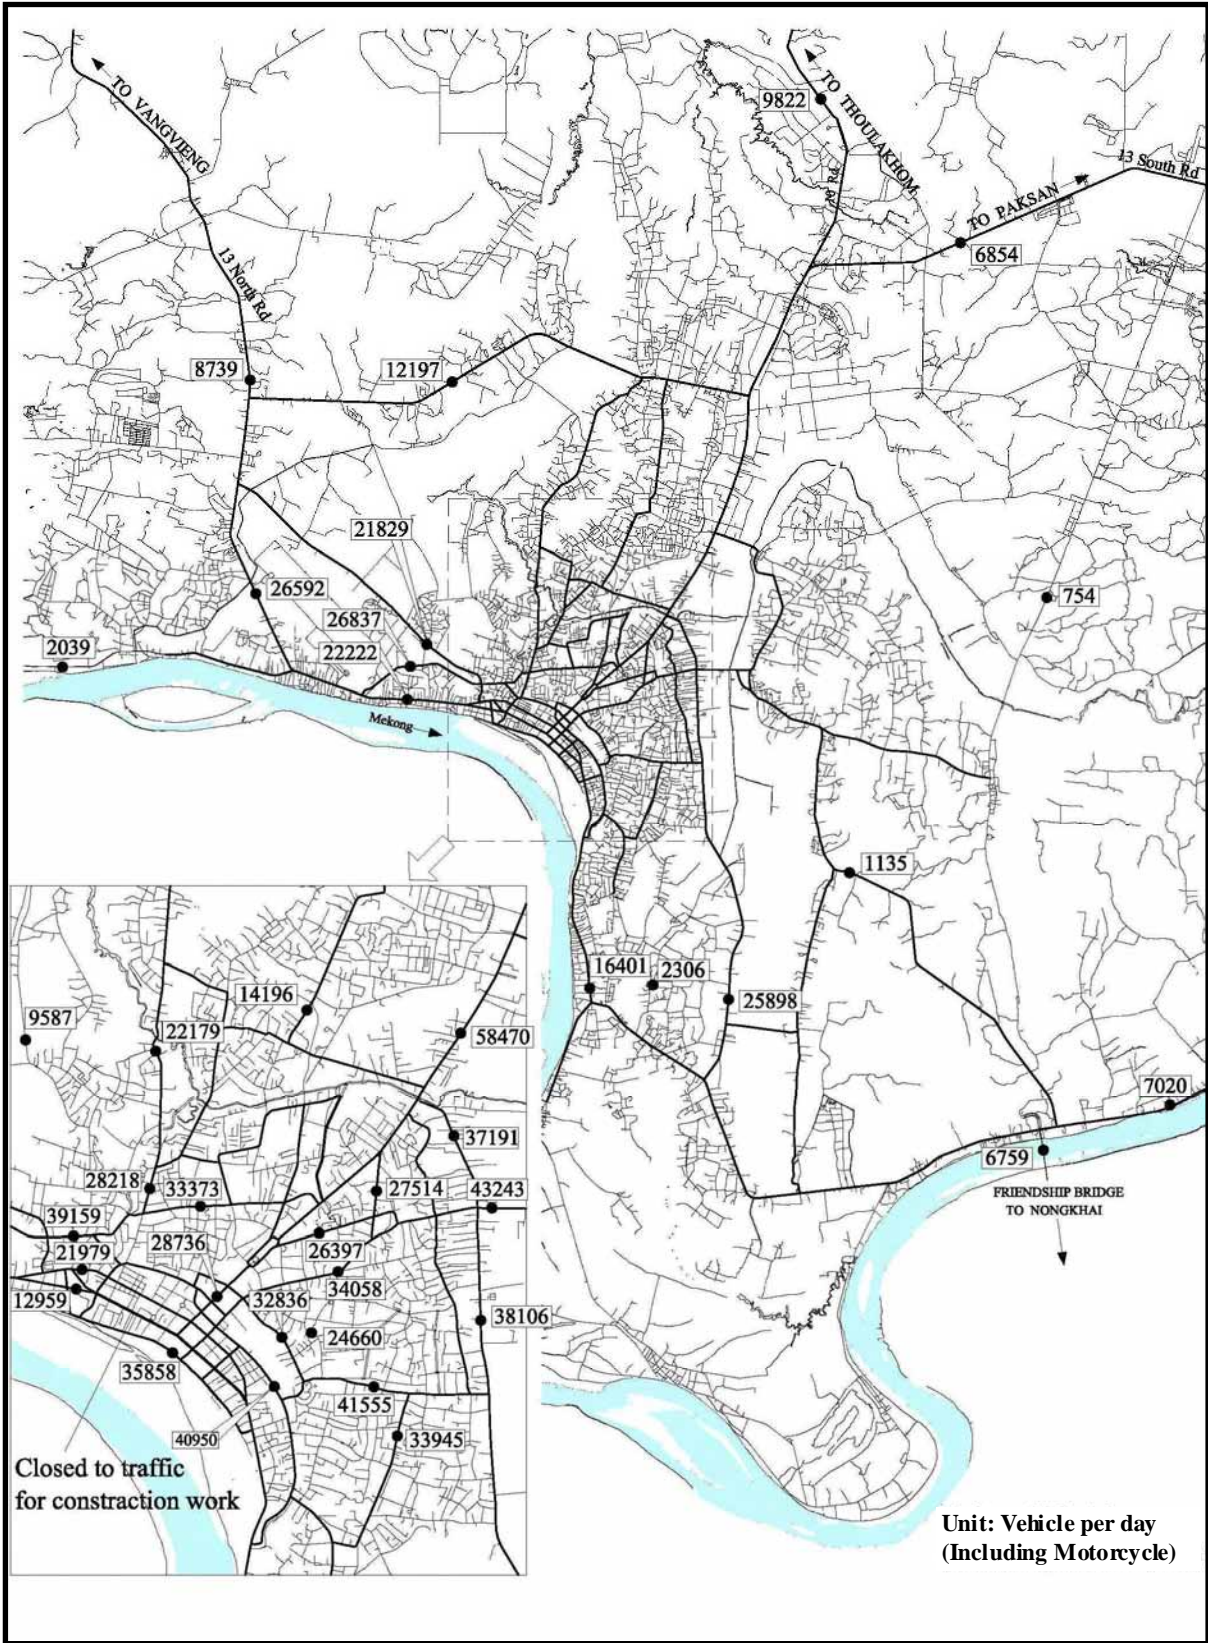 9822
TO VANGVIENG
TO THOULAKHOM
13 South Rd
10 Rd
TO PAKSAN
6854
13 North Rd
8739
12197
21829
26592
754
26837
2039
22222
Mekong
1135
16401
2306
25898
14196
9587
22179
58470
7020
37191
6759
28218
33373
27514
43243
FRIENDSHIP BRIDGE
TO NONGKHAI
39159
28736
21979
26397
34058
12959
32836
38106
24660
35858
41555
40950
33945
Closed to traffic
for constraction work
Unit: Vehicle per day
(Including Motorcycle)